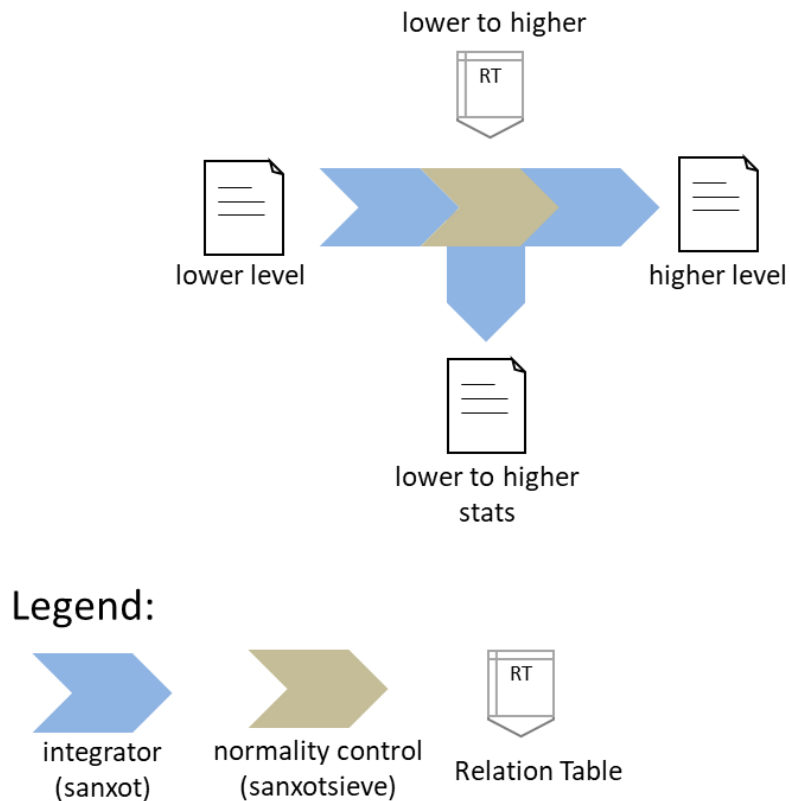 lower to higher
RT
lower level
higher level
lower to higher
stats
Legend:
integrator
(sanxot)
normality control
(sanxotsieve)
RT
Relation Table